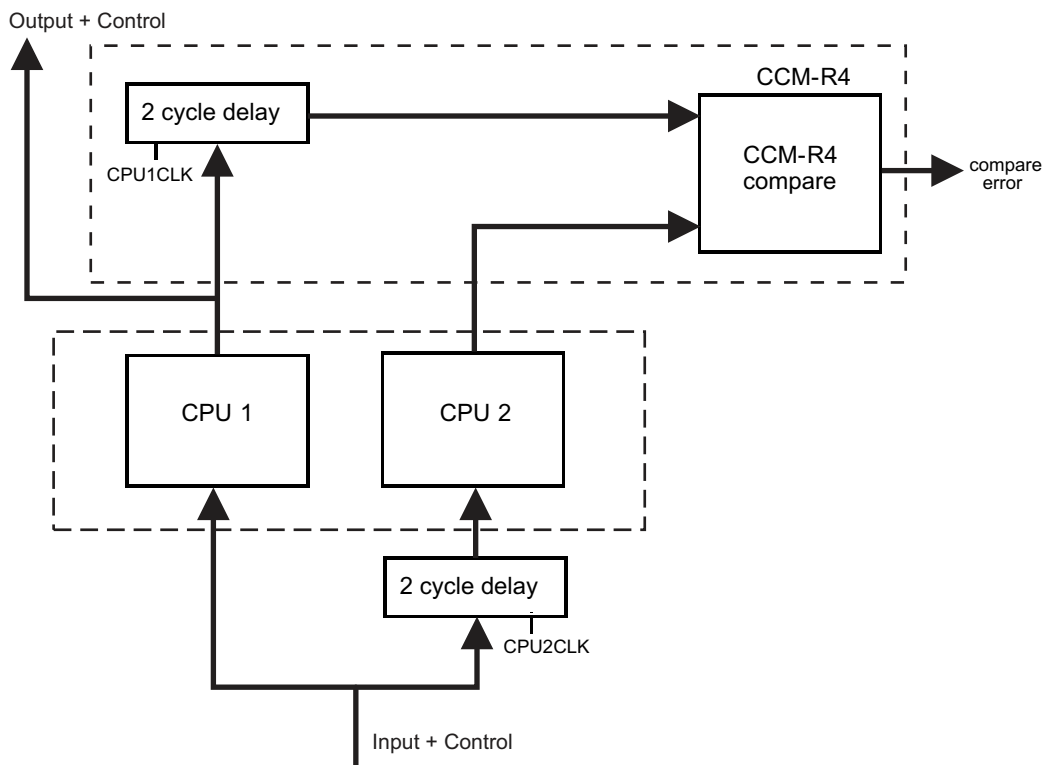 Output + Control
CCM-R4
2 cycle delay
CPU1CLK
CCM-R4
compare
compare
error
CPU 1
CPU 2
2 cycle delay
CPU2CLK
Input + Control